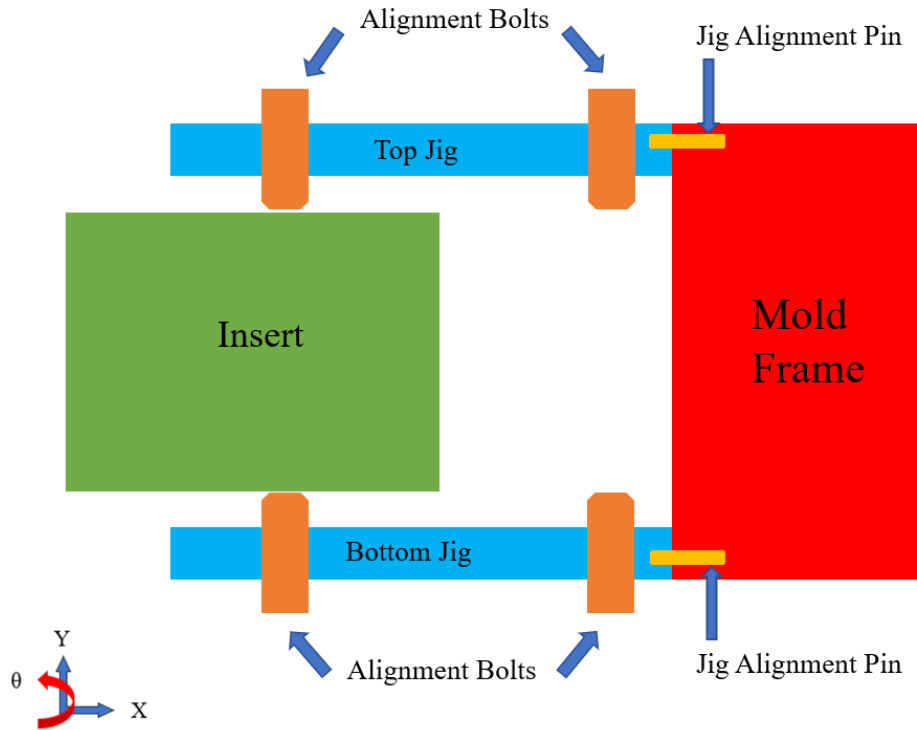 Alignment Bolts
Jig Alignment Pin
Top Jig
Insert
Mold
Frame
Bottom Jig
Alignment Bolts
Jig Alignment Pin
Y
θ
X